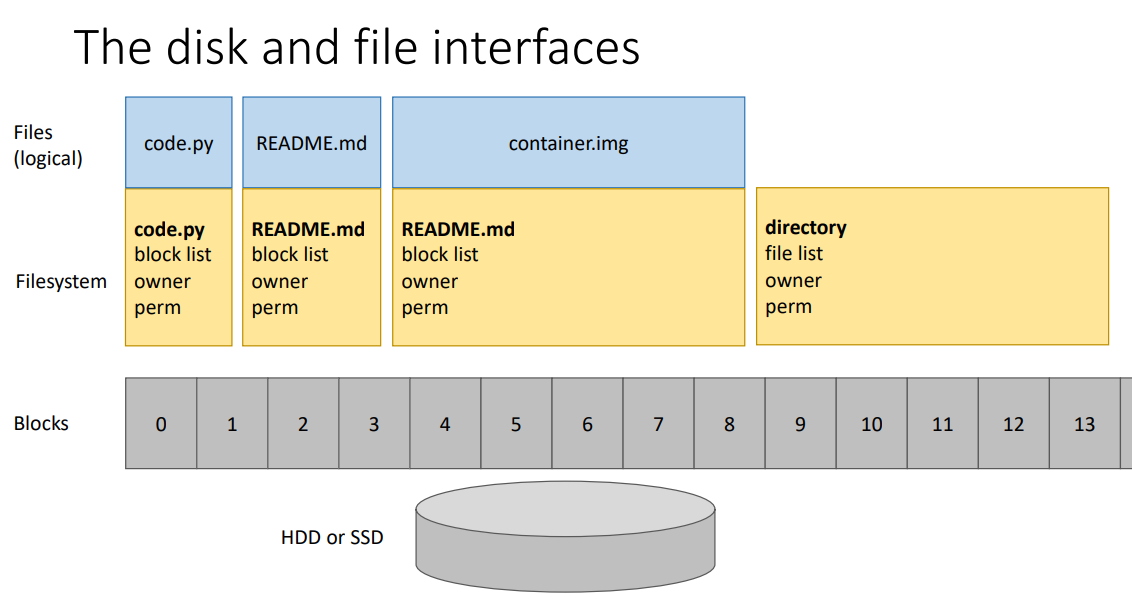 The disk and file interfaces
Files
(logical)
code.py
README.md
container.img
Filesystem
code.py
block list
owner
perm
README.md
block list
owner
perm
README.md
block list
owner
perm
directory
file list
owner
perm
Blocks
0 1 2 3 4 5 6 7 8 9 10 11 12 13
HDD or SSD